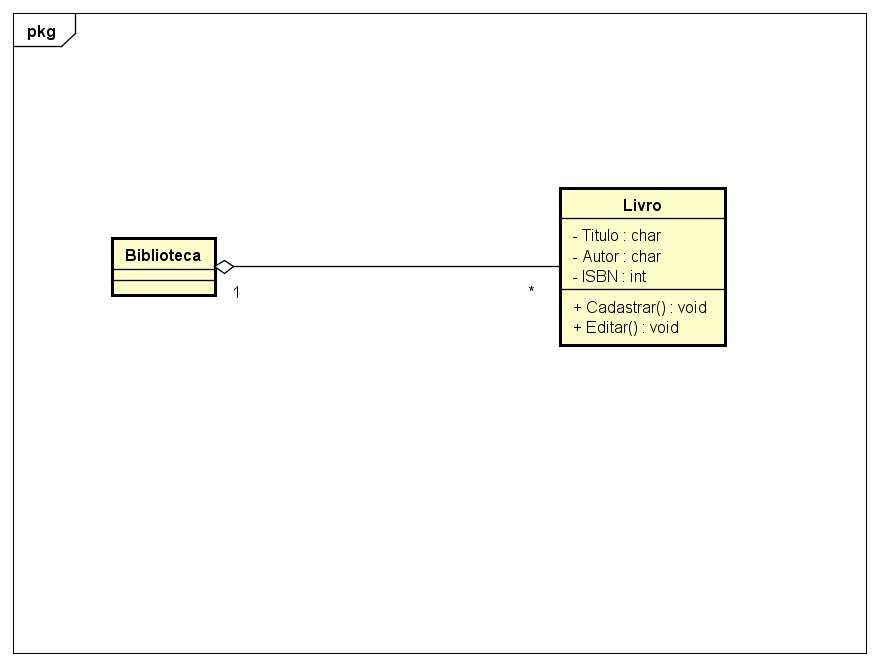 pkg
Biblioteca
1
*
Livro
- Titulo : char
- Autor : char
- ISBN : int
+ Cadastrar() : void
+ Editar() : void